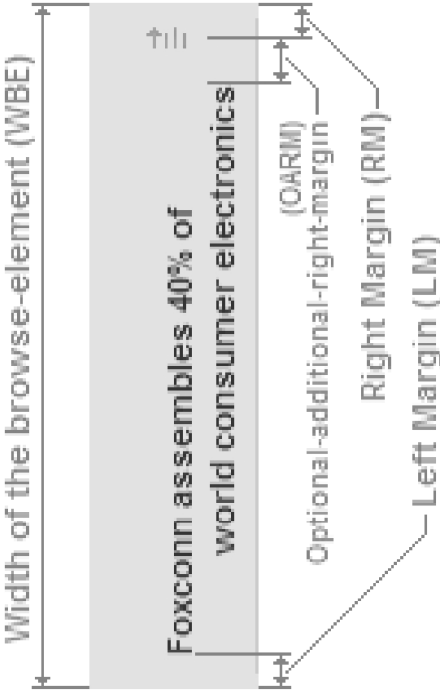 Width of the browse-element (WBE)
Foxconn assembles 40% of
world consumer electronics
(OARM)
Optional-additional-right-margin
Right Margin (RM)
Left Margin (LM)